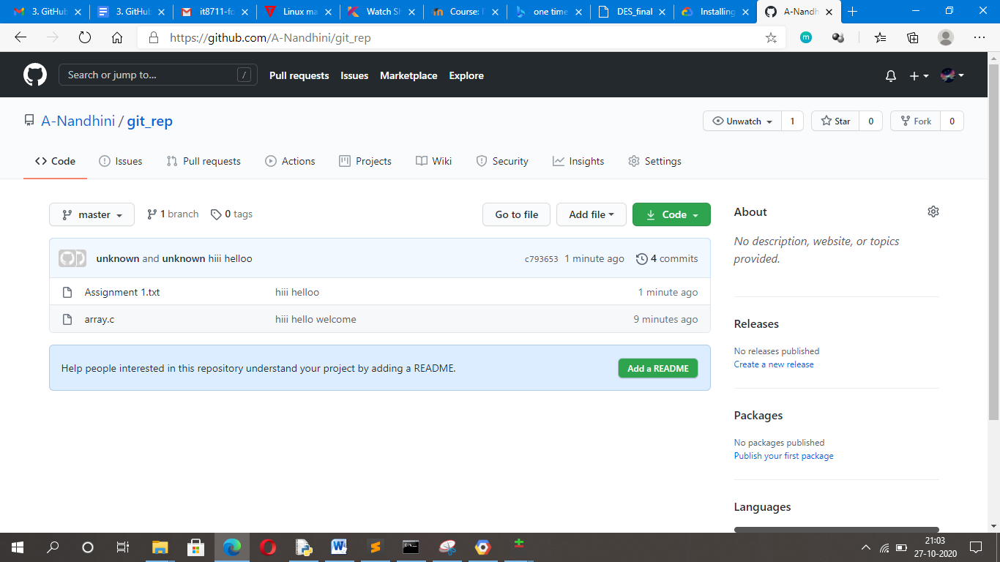 3. GitHub 3. GitHub it8711-fo Linux ma Watch Sh Course: I one time DES_final Installing A-Nandh
https://github.com/A-Nandhini/git_rep
Search or jump to... / Pull requests Issues Marketplace Explore
A-Nandhini / git_rep Unwatch 1 Star 0 Fork 0
Code Issues Pull requests Actions Projects Wiki Security Insights Settings
master 1 branch 0 tags Go to file Add file Code
unknown and unknown hiii helloo c793653 1 minute ago 4 commits
Assignment 1.txt hiii helloo 1 minute ago
array.c hiii hello welcome 9 minutes ago
Help people interested in this repository understand your project by adding a README. Add a README
About
No description, website, or topics
provided.
Releases
No releases published
Create a new release
Packages
No packages published
Publish your first package
Languages
21:03
27-10-2020